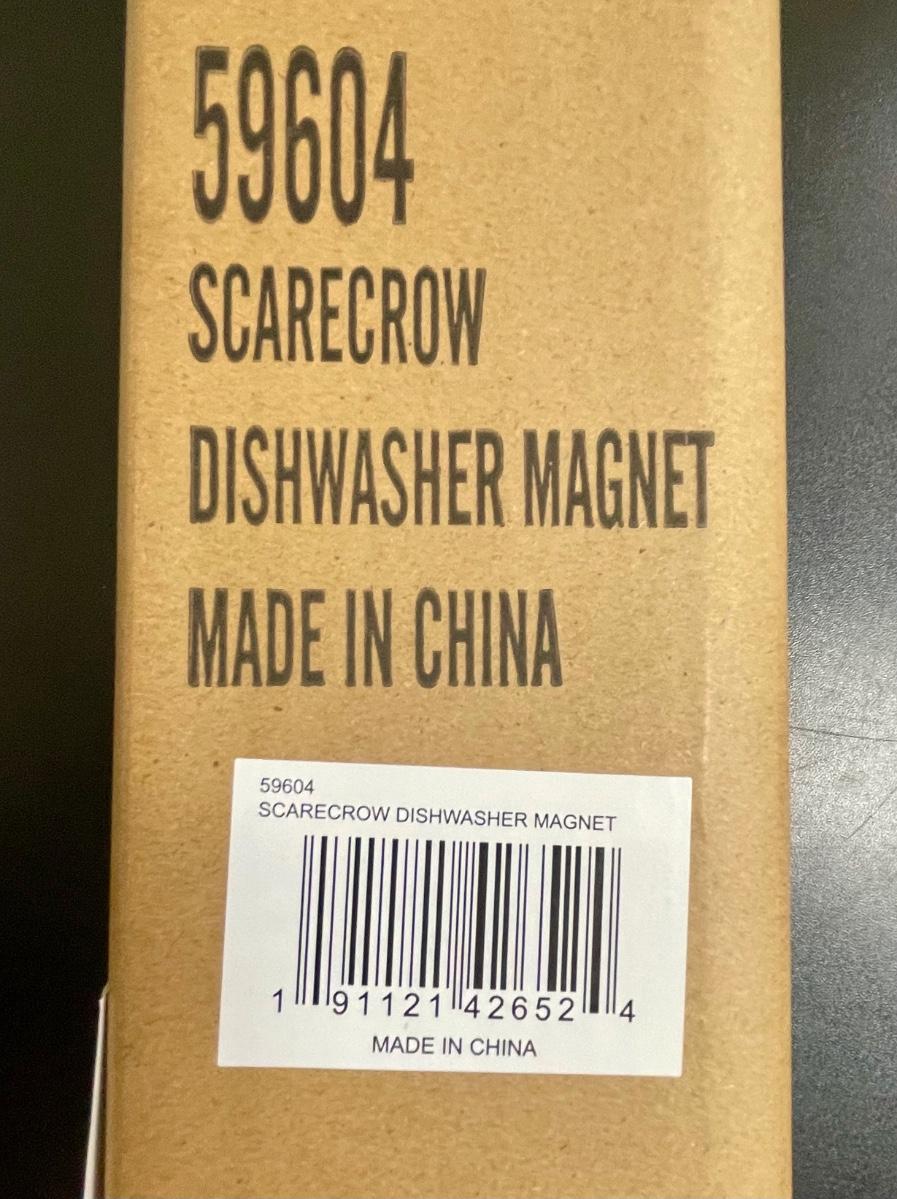 59604
SCARECROW
DISHWASHER MAGNET
MADE IN CHINA
59604
SCARECROW DISHWASHER MAGNET
1 91121 42652 4
MADE IN CHINA